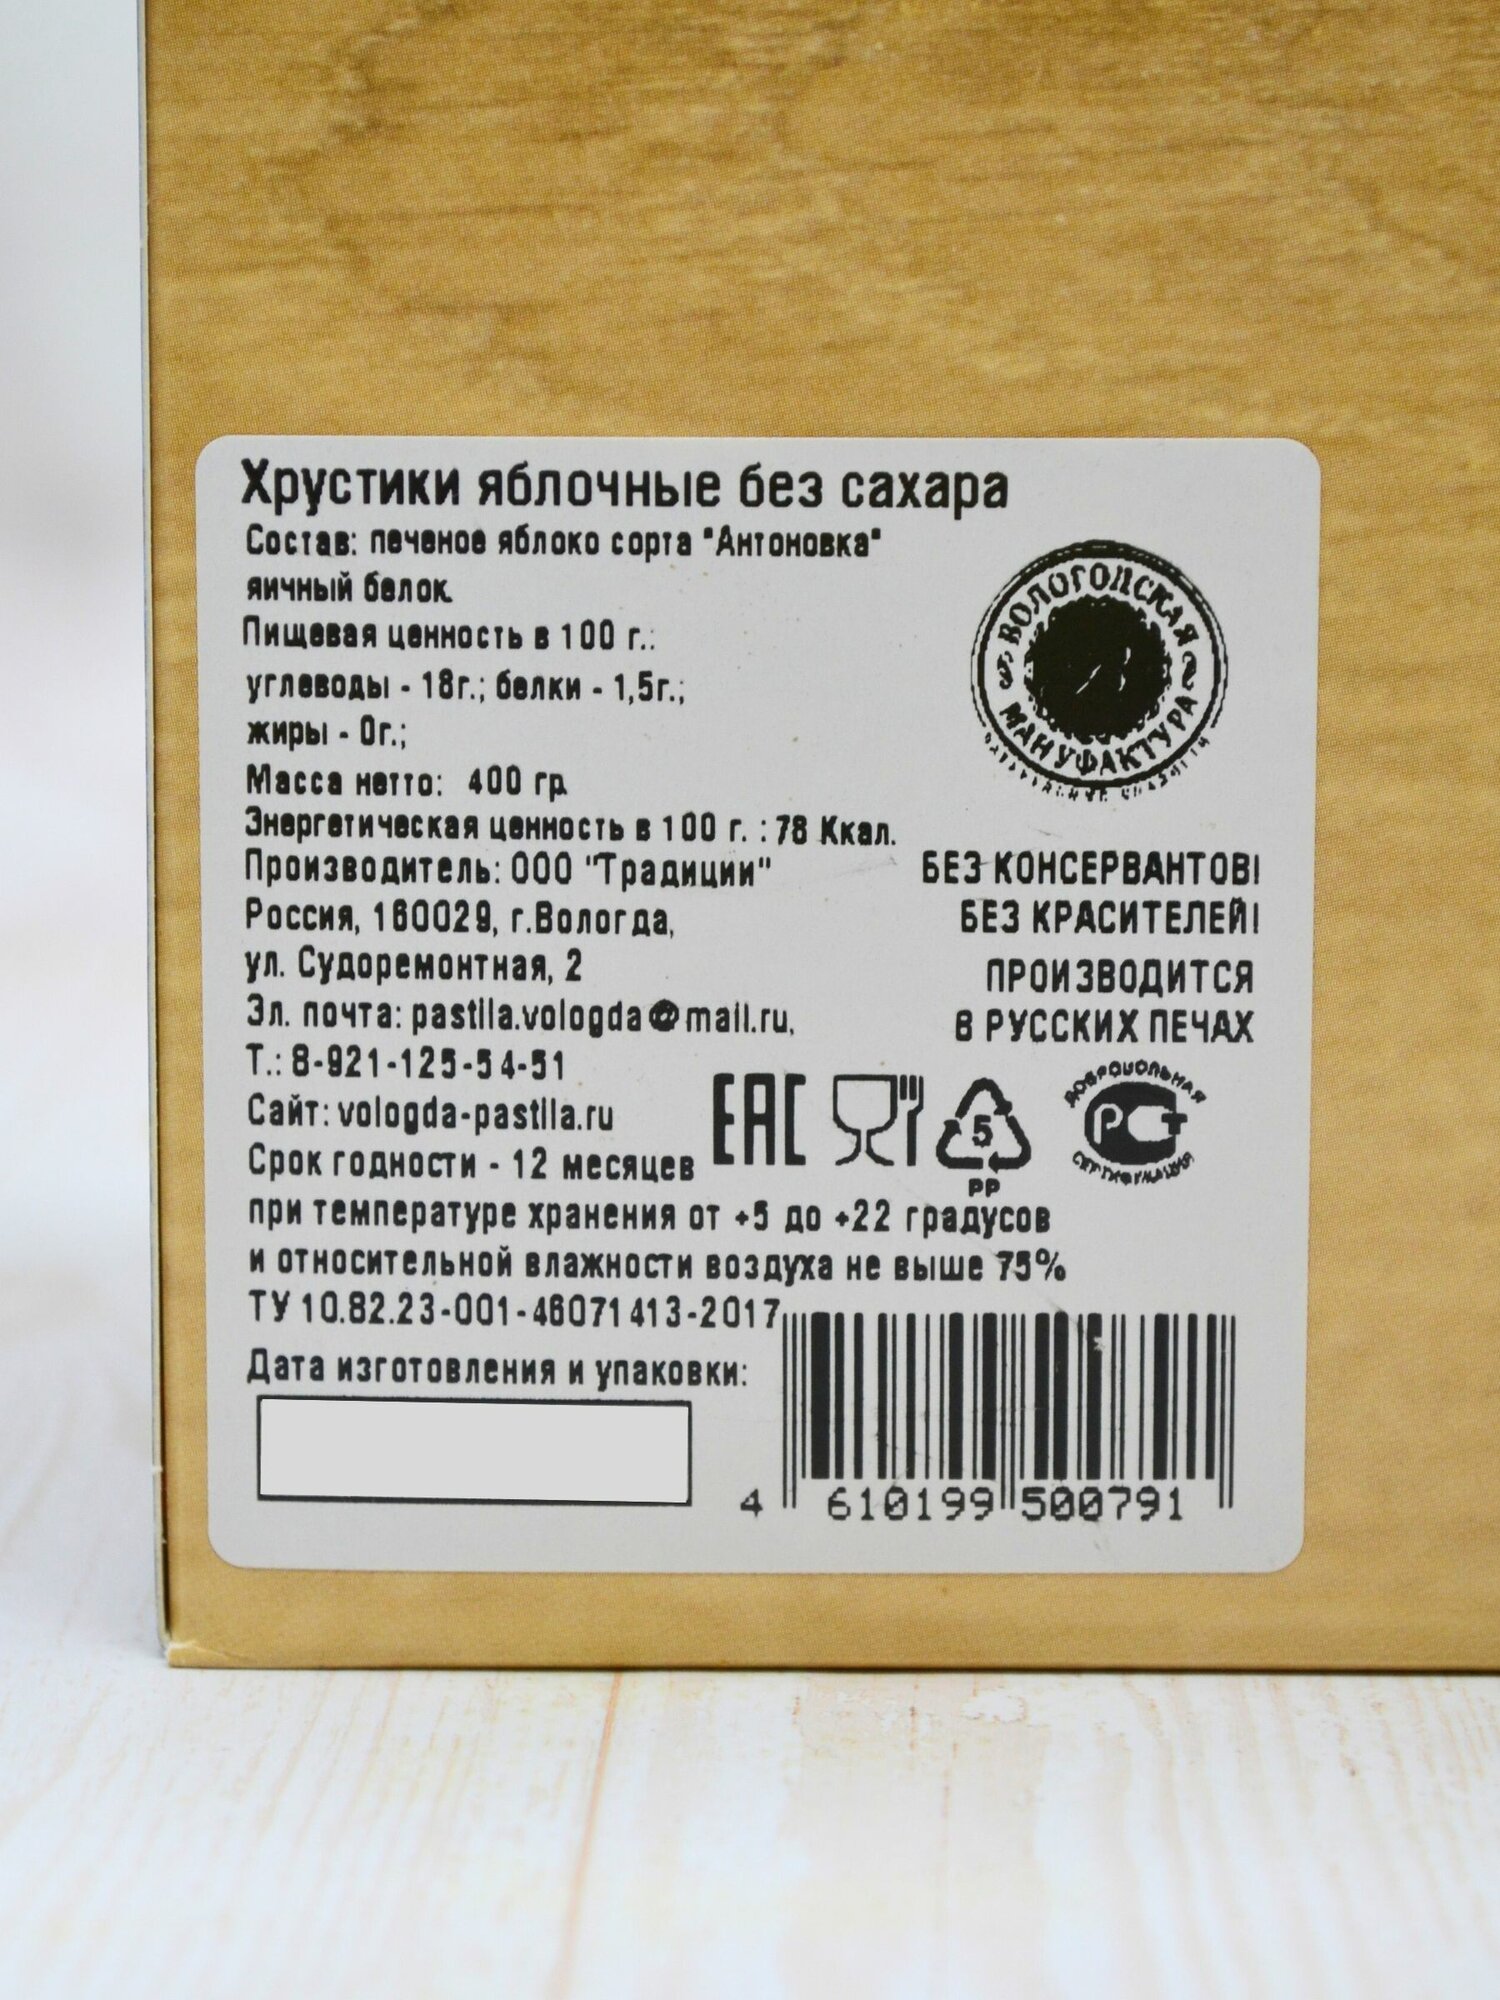 Хрустики яблочные без сахара
Состав: печеное яблоко сорта "Антоновка"
яичный белок.
Пищевая ценность в 100 г.:
углеводы - 18г.; белки - 1,5г.;
жиры - 0г.;
Масса нетто: 400 гр.
Энергетическая ценность в 100 г. : 78 Ккал.
Производитель: ООО "Традиции"
Россия, 160029, г.Вологда,
ул. Судоремонтная, 2
Эл. почта: pastila.vologda@mail.ru,
Т.: 8-921-125-54-51
Сайт: vologda-pastila.ru
Срок годности - 12 месяцев
при температуре хранения от +5 до +22 градусов
и относительной влажности воздуха не выше 75%
ТУ 10.82.23-001-46071413-2017
Дата изготовления и упаковки:
ВОЛОГОДСКАЯ
МАНУФАКТУРА
БЕЗ КОНСЕРВАНТОВ!
БЕЗ КРАСИТЕЛЕЙ!
ПРОИЗВОДИТСЯ
В РУССКИХ ПЕЧАХ
EAC
5
PP
ДОБРОВОЛЬНАЯ
РСТ
СЕРТИФИКАЦИЯ
4 610199 500791